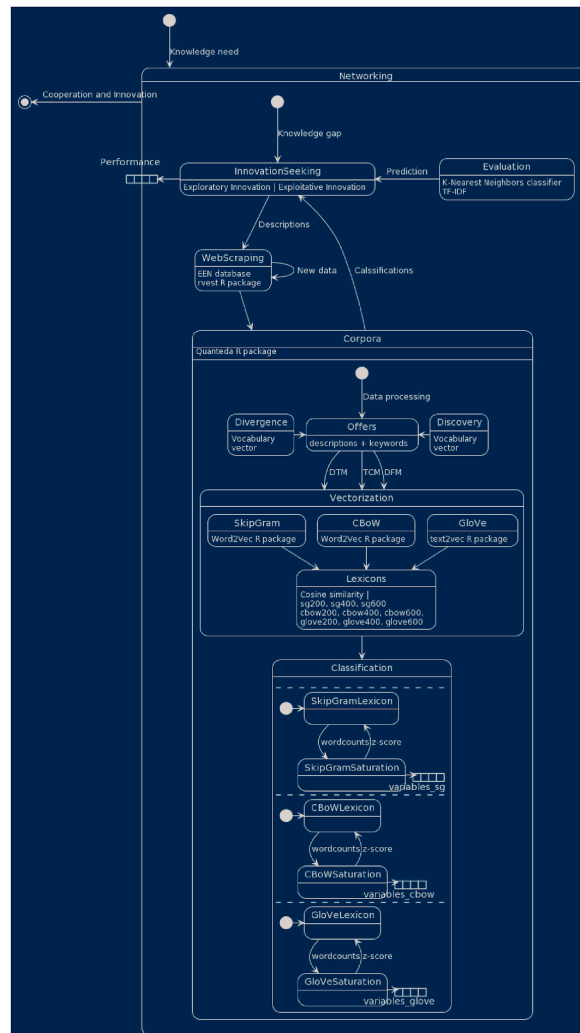 Knowledge need
Networking
Cooperation and Innovation
Knowledge gap
Performance
InnovationSeeking
Exploratory Innovation | Exploitative Innovation
Prediction
Evaluation
K-Nearest Neighbors classifier
TF-IDF
Descriptions
Calssifications
WebScraping
EEN database
rvest R package
New data
Corpora
Quanteda R package
Data processing
Divergence
Vocabulary
vector
Offers
descriptions + keywords
Discovery
Vocabulary
vector
DTM
TCM
DFM
Vectorization
SkipGram
Word2Vec R package
CBoW
Word2Vec R package
GloVe
text2vec R package
Lexicons
Cosine similarity |
sg200, sg400, sg600
cbow200, cbow400, cbow600,
glove200, glove400, glove600
Classification
SkipGramLexicon
wordcounts
z-score
SkipGramSaturation
variables_sg
CBoWLexicon
wordcounts
z-score
CBoWSaturation
variables_cbow
GloVeLexicon
wordcounts
z-score
GloVeSaturation
variables_glove